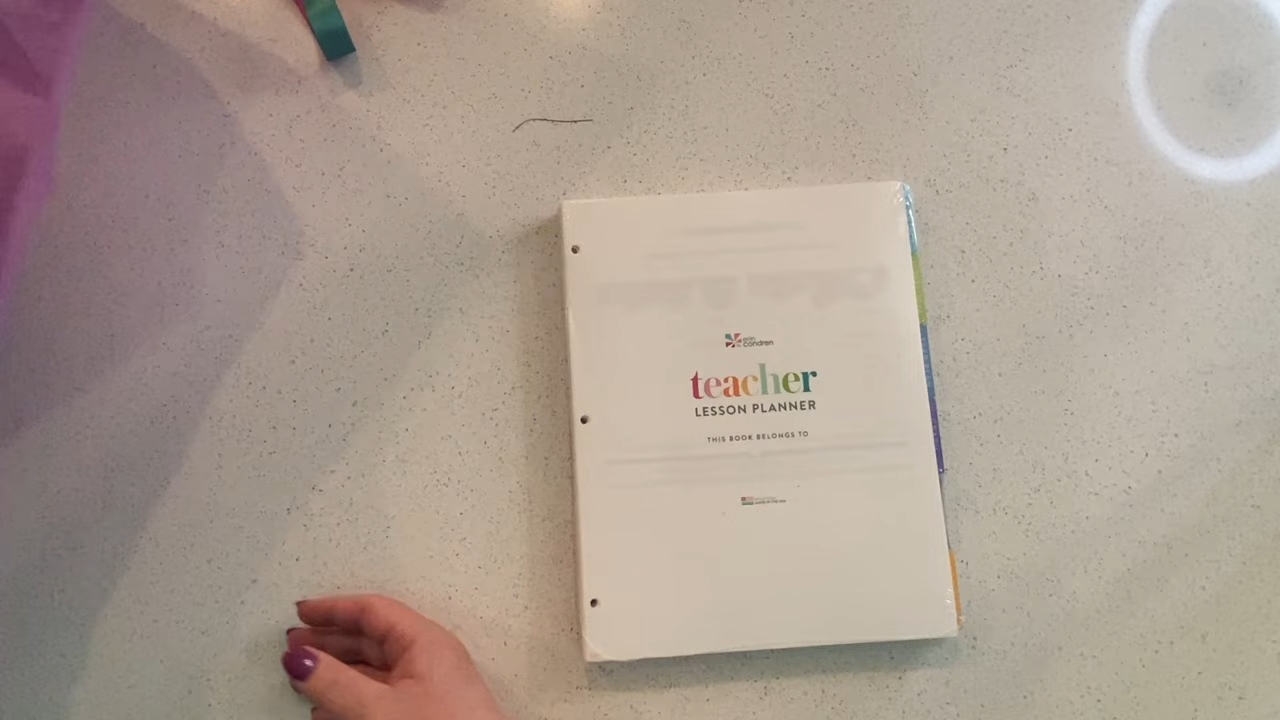 erin
condren
teacher
LESSON PLANNER
THIS BOOK BELONGS TO